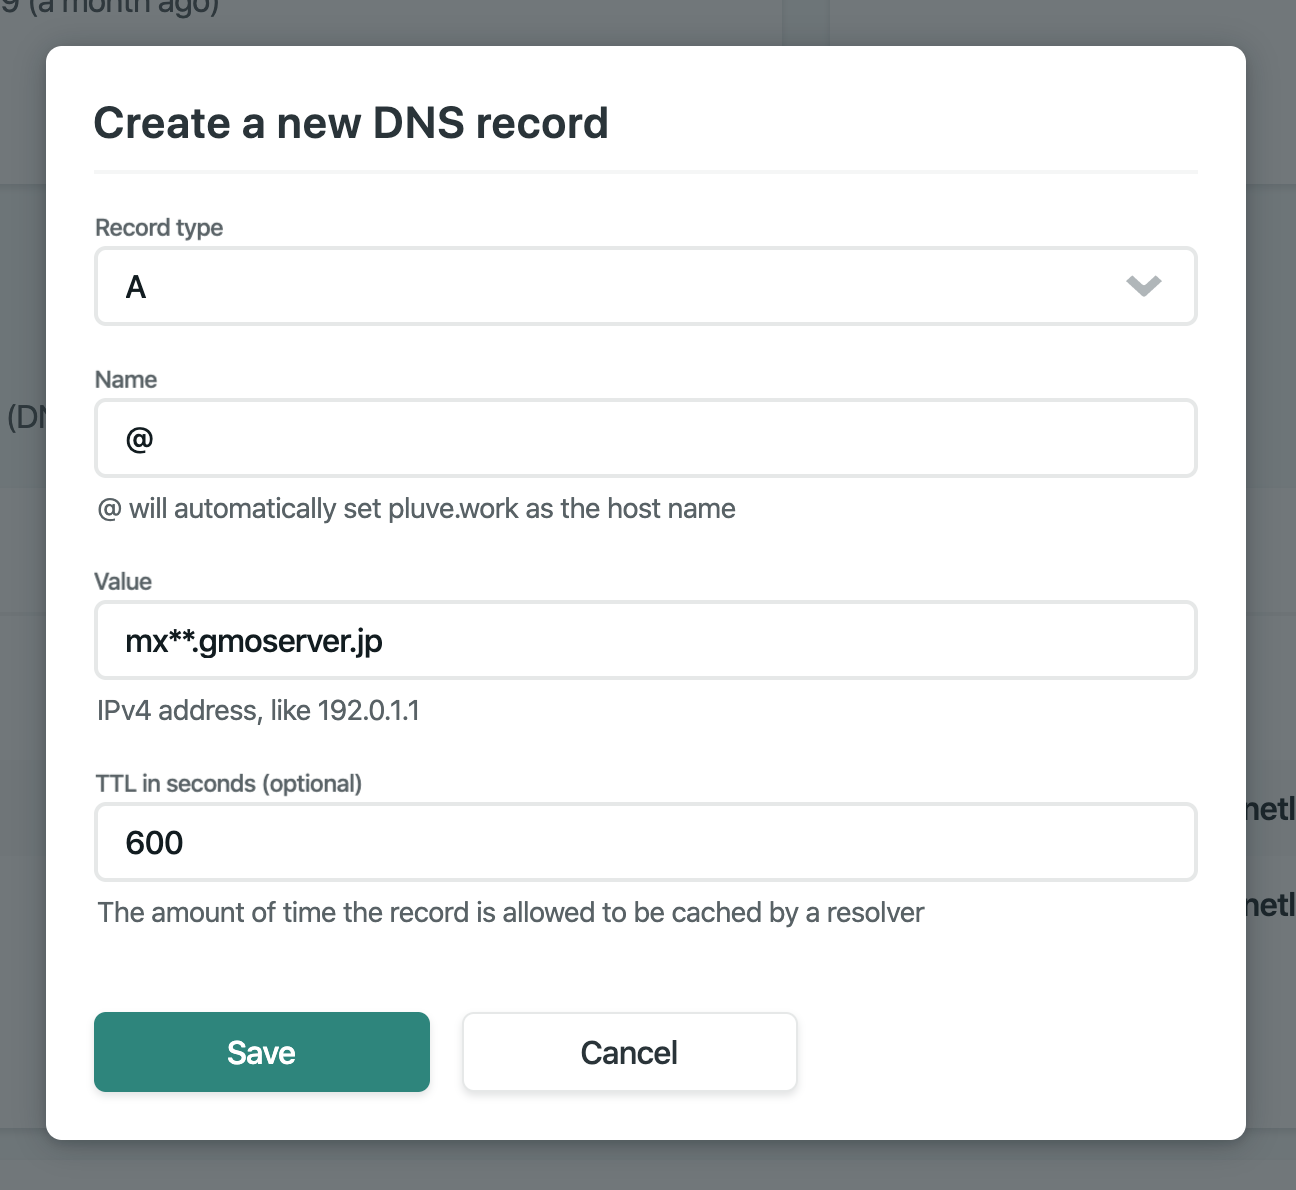 9 (a month ago)
Create a new DNS record
Record type
A
Name
@
(DN
@ will automatically set pluve.work as the host name
Value
mx**.gmoserver.jp
IPv4 address, like 192.0.1.1
TTL in seconds (optional)
netl
600
netl
The amount of time the record is allowed to be cached by a resolver
Save
Cancel